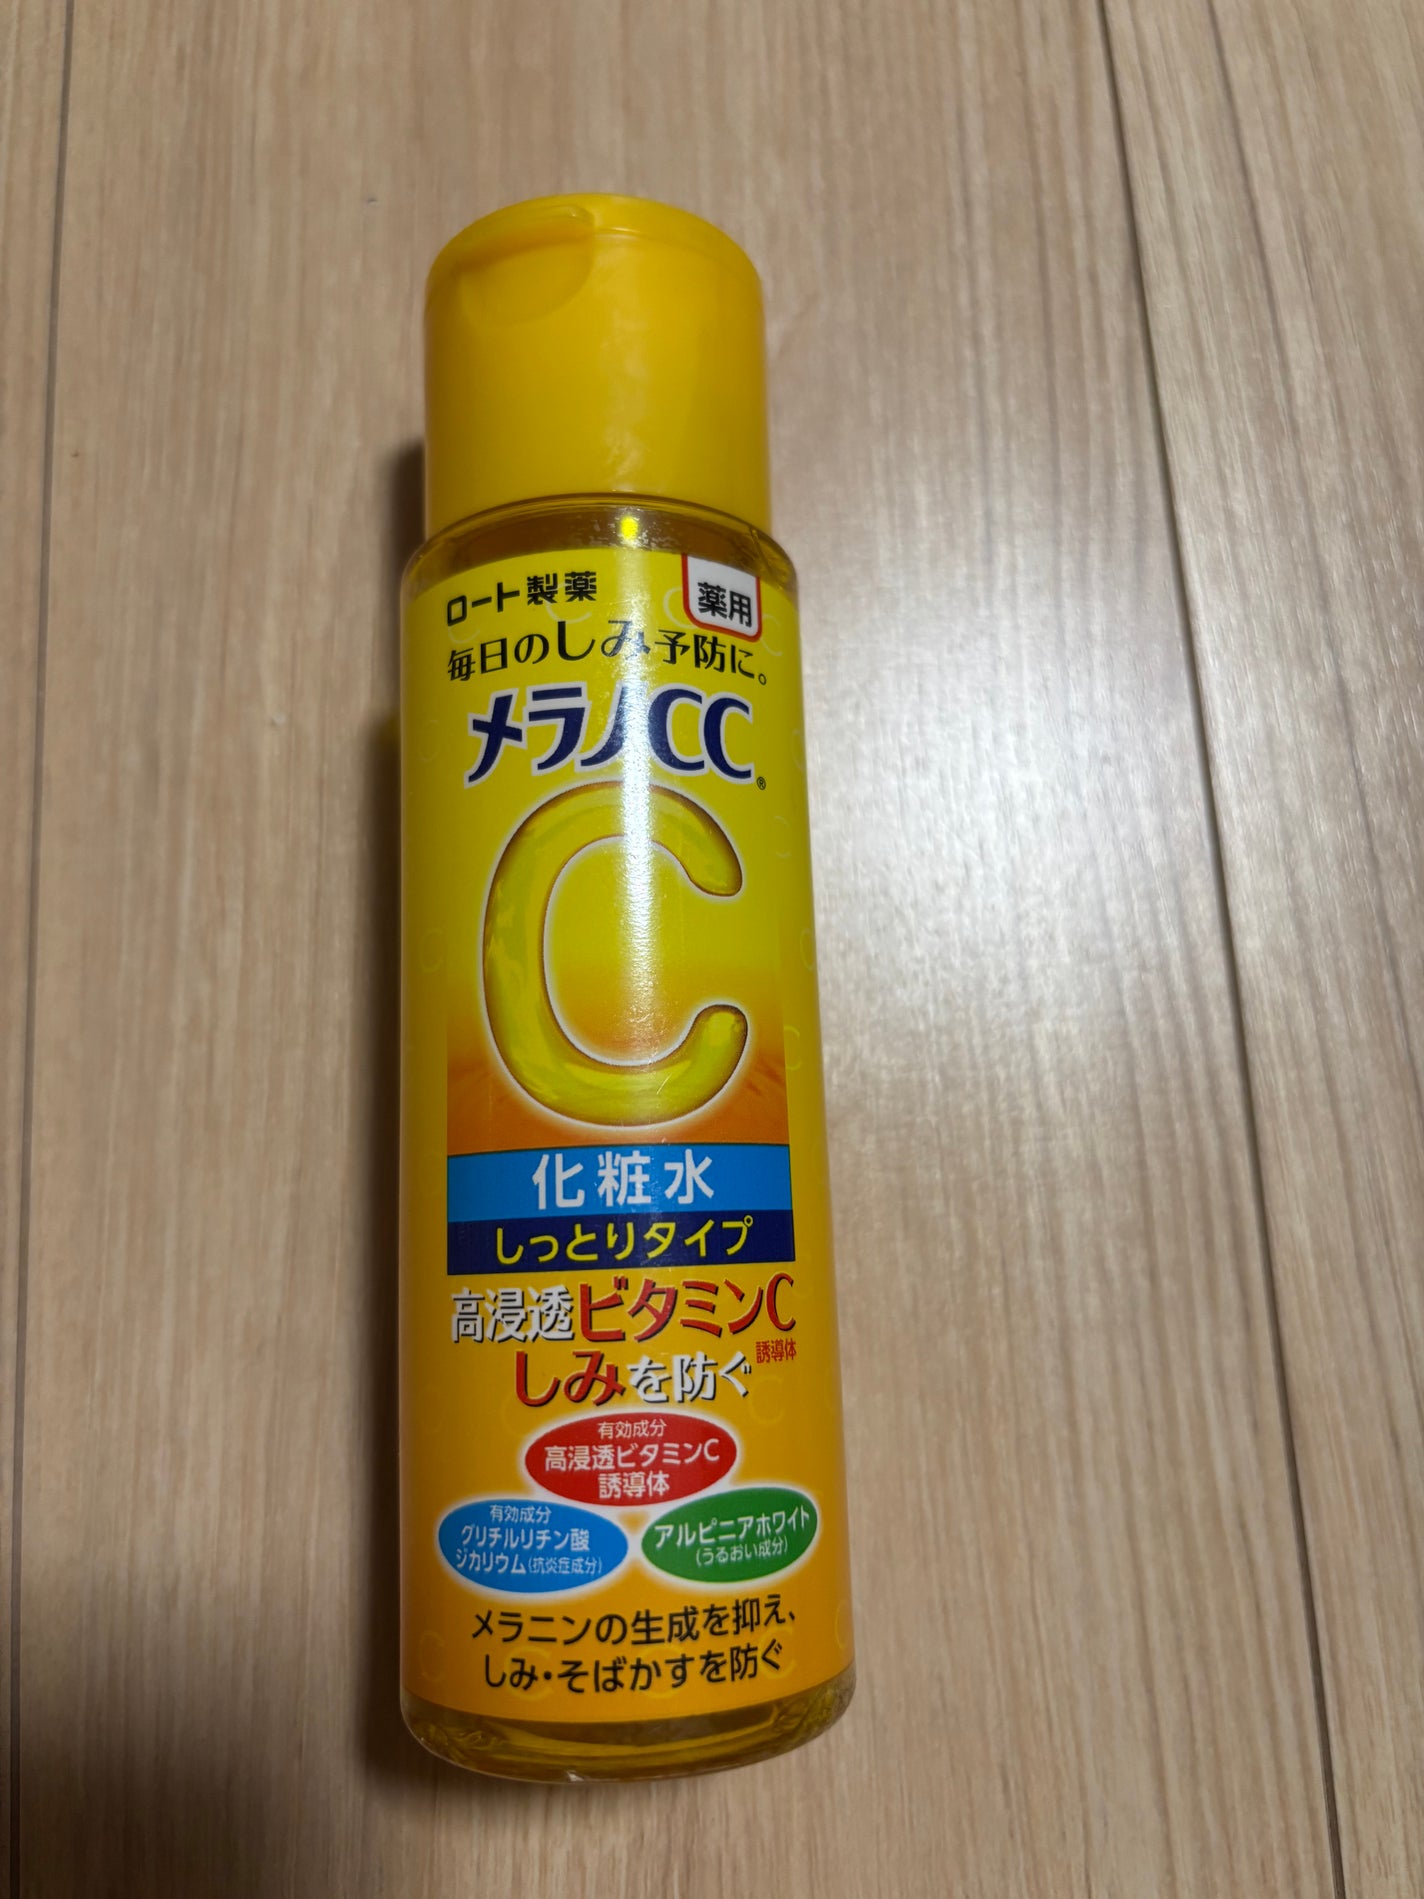 ロート製薬
薬用
毎日のしみ予防に。
メラノCC®
C
化粧水
しっとりタイプ
高浸透ビタミンC
誘導体
しみを防ぐ
有効成分
高浸透ビタミンC
誘導体
有効成分
グリチルリチン酸
ジカリウム(抗炎症成分)
アルピニアホワイト
(うるおい成分)
メラニンの生成を抑え、
しみ・そばかすを防ぐ